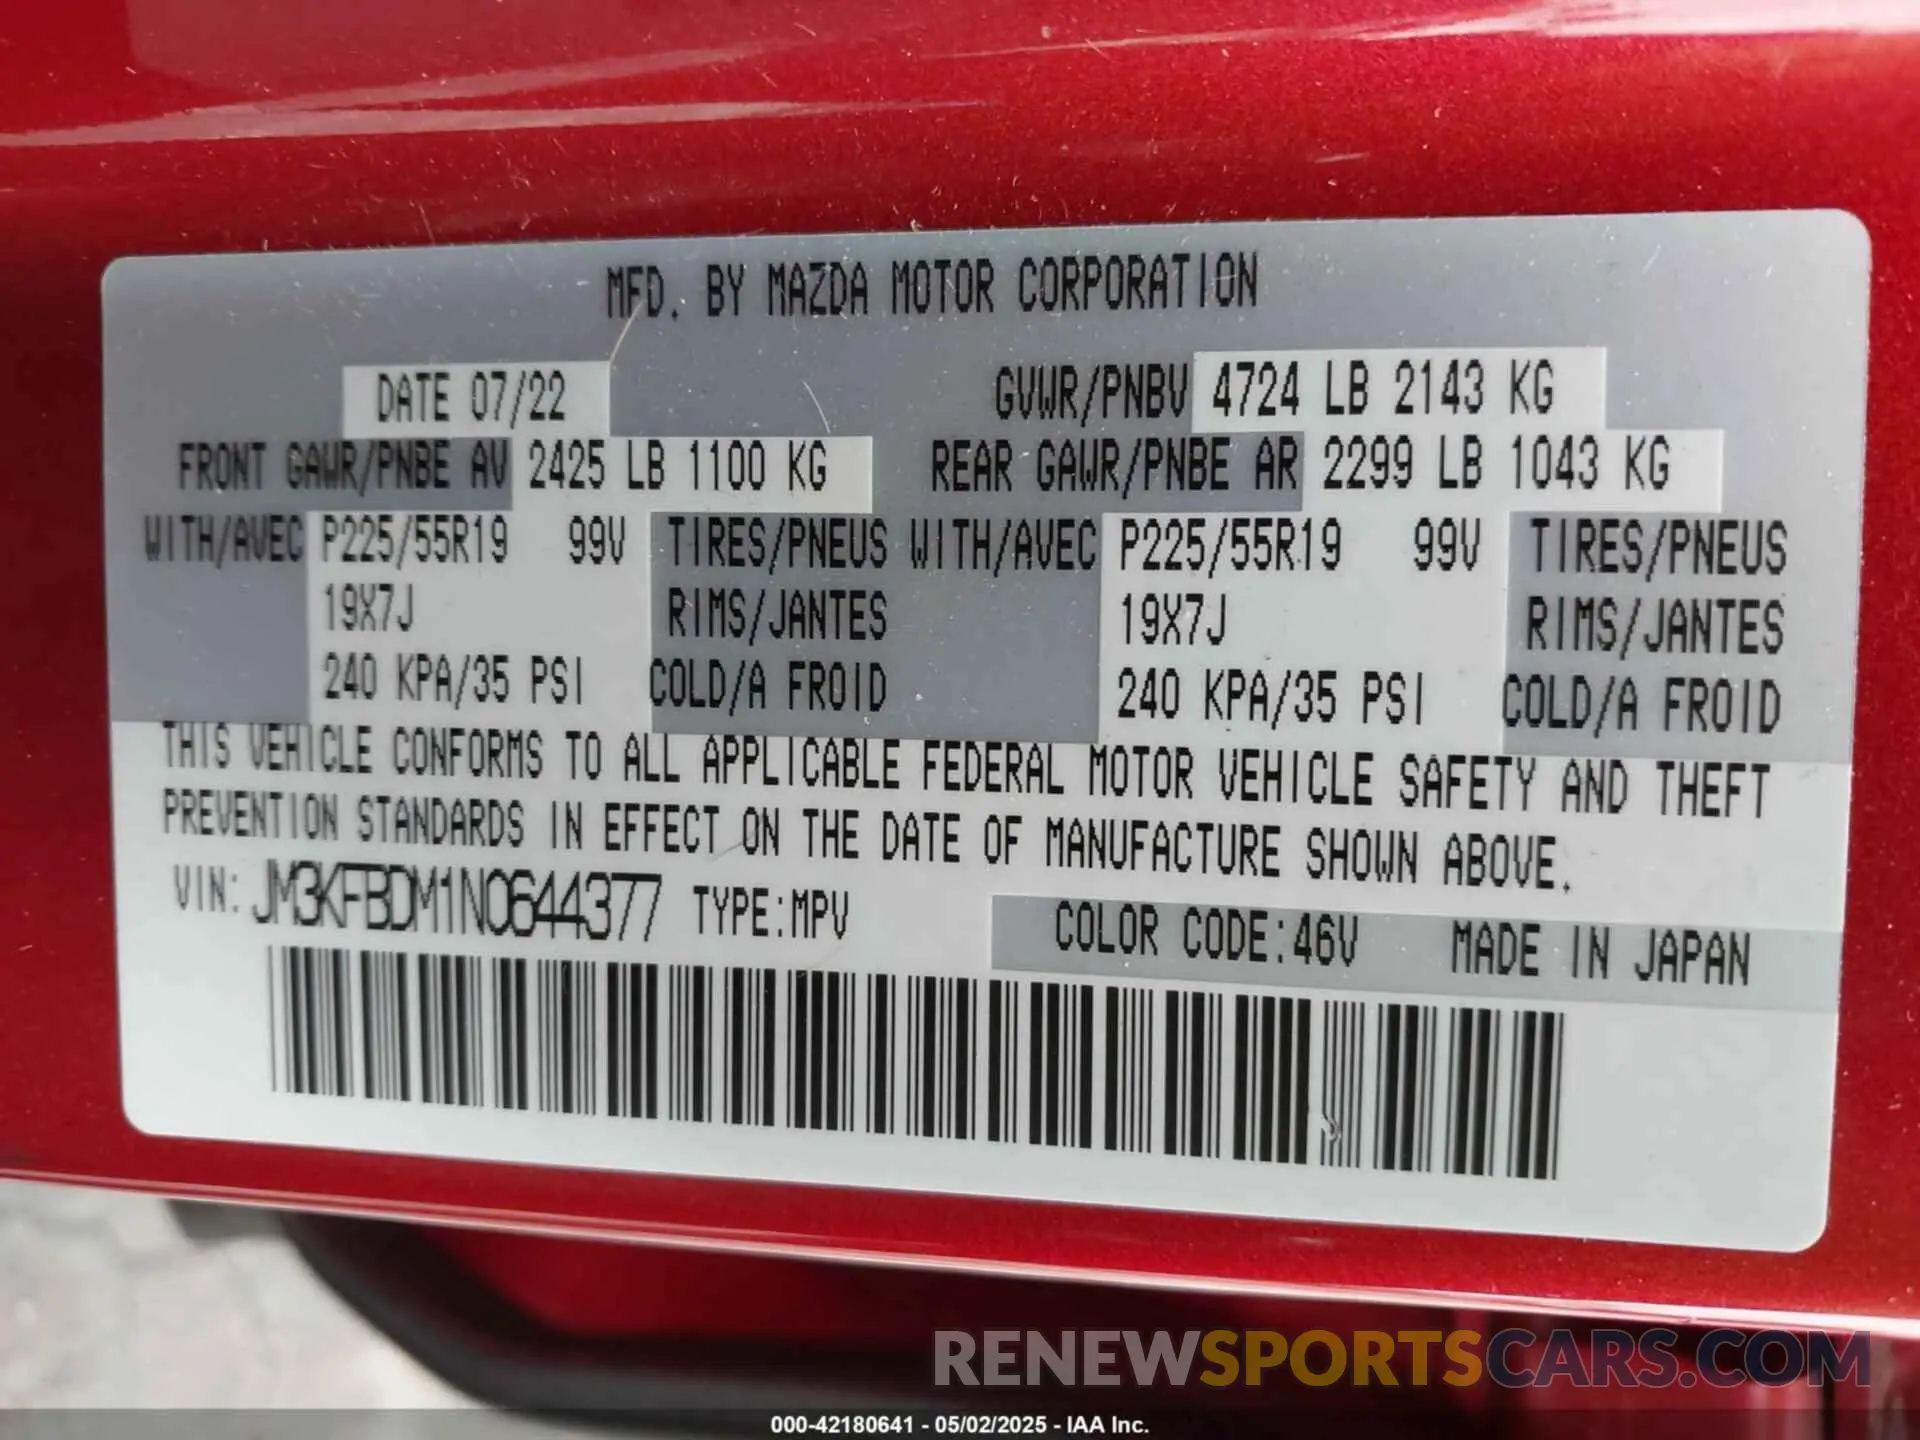 MFD. BY MAZDA MOTOR CORPORATION
DATE 07/22 GVWR/PNBV 4724 LB 2143 KG
FRONT GAWR/PNBE AV 2425 LB 1100 KG REAR GAWR/PNBE AR 2299 LB 1043 KG
WITH/AVEC P225/55R19 99V TIRES/PNEUS WITH/AVEC P225/55R19 99V TIRES/PNEUS
19X7J RIMS/JANTES 19X7J RIMS/JANTES
240 KPA/35 PSI COLD/A FROID 240 KPA/35 PSI COLD/A FROID
THIS VEHICLE CONFORMS TO ALL APPLICABLE FEDERAL MOTOR VEHICLE SAFETY AND THEFT
PREVENTION STANDARDS IN EFFECT ON THE DATE OF MANUFACTURE SHOWN ABOVE.
VIN: JM3KFBDM1N0644377 TYPE:MPV COLOR CODE:46V MADE IN JAPAN
RENEWSPORTSCARS.COM
000-42180641 - 05/02/2025 - IAA Inc.